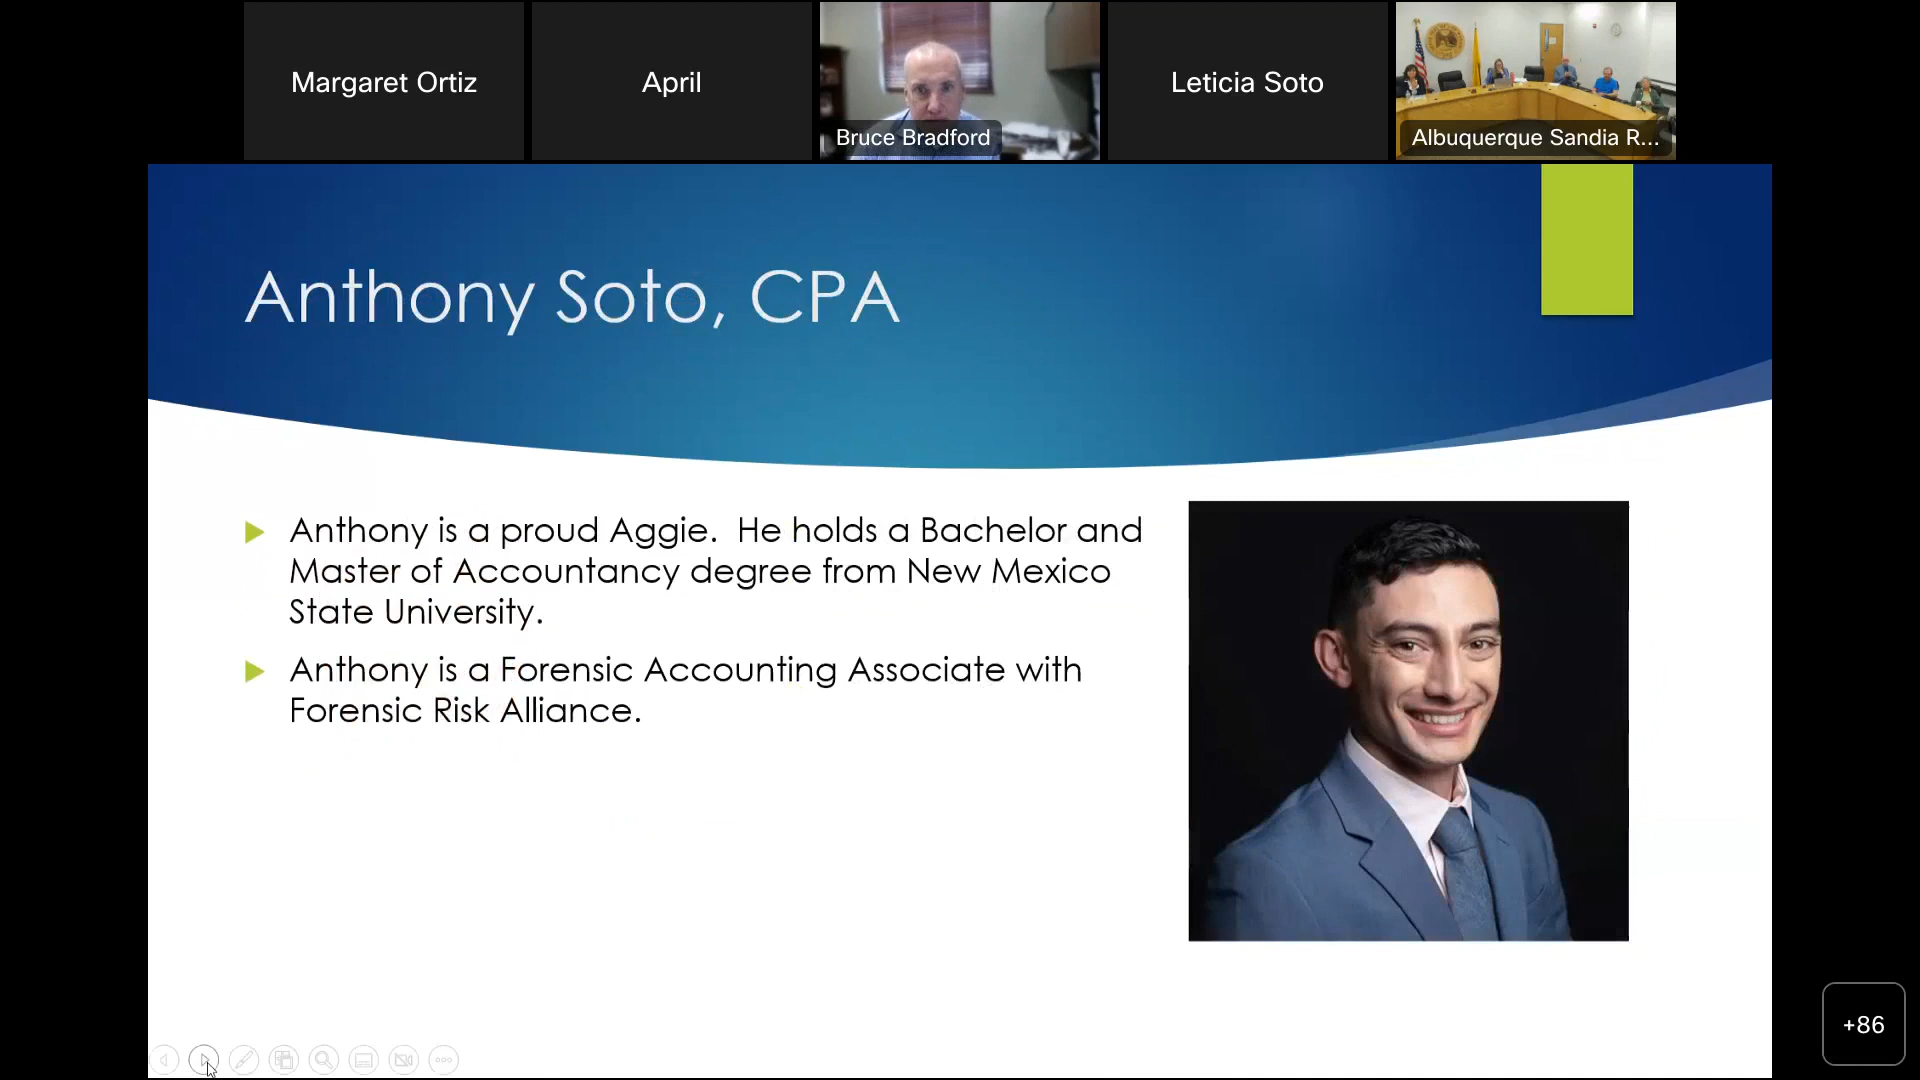 Margaret Ortiz
April
Bruce Bradford
Leticia Soto
Albuquerque Sandia R...
Anthony Soto, CPA
Anthony is a proud Aggie.  He holds a Bachelor and
Master of Accountancy degree from New Mexico
State University.
Anthony is a Forensic Accounting Associate with
Forensic Risk Alliance.
+86